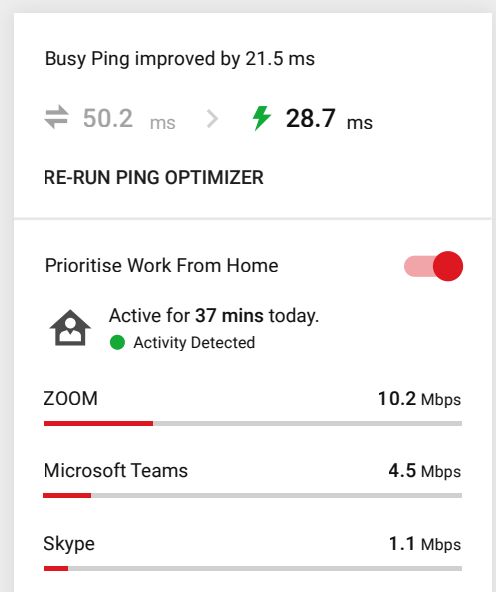 Busy Ping improved by 21.5 ms
50.2 ms 28.7 ms
RE-RUN PING OPTIMIZER
Prioritise Work From Home
Active for 37 mins today.
Activity Detected
ZOOM 10.2 Mbps
Microsoft Teams 4.5 Mbps
Skype 1.1 Mbps